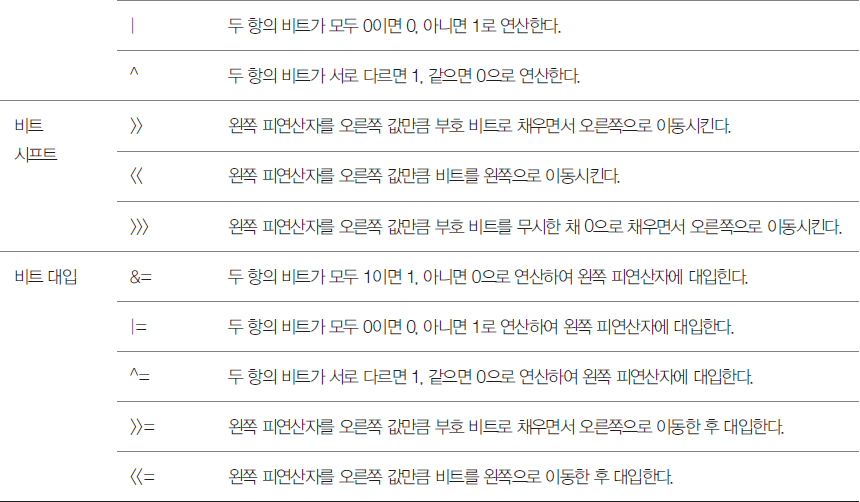 | 두 항의 비트가 모두 0이면 0, 아니면 1로 연산한다.
^ 두 항의 비트가 서로 다르면 1, 같으면 0으로 연산한다.
비트 >> 왼쪽 피연산자를 오른쪽 값만큼 부호 비트로 채우면서 오른쪽으로 이동시킨다.
시프트
<< 왼쪽 피연산자를 오른쪽 값만큼 비트를 왼쪽으로 이동시킨다.
>>> 왼쪽 피연산자를 오른쪽 값만큼 부호 비트를 무시한 채 0으로 채우면서 오른쪽으로 이동시킨다.
비트 대입 &= 두 항의 비트가 모두 1이면 1, 아니면 0으로 연산하여 왼쪽 피연산자에 대입힌다.
|= 두 항의 비트가 모두 0이면 0, 아니면 1로 연산하여 왼쪽 피연산자에 대입한다.
^= 두 항의 비트가 서로 다르면 1, 같으면 0으로 연산하여 왼쪽 피연산자에 대입한다.
>>= 왼쪽 피연산자를 오른쪽 값만큼 부호 비트로 채우면서 오른쪽으로 이동한 후 대입한다.
<<= 왼쪽 피연산자를 오른쪽 값만큼 비트를 왼쪽으로 이동한 후 대입한다.